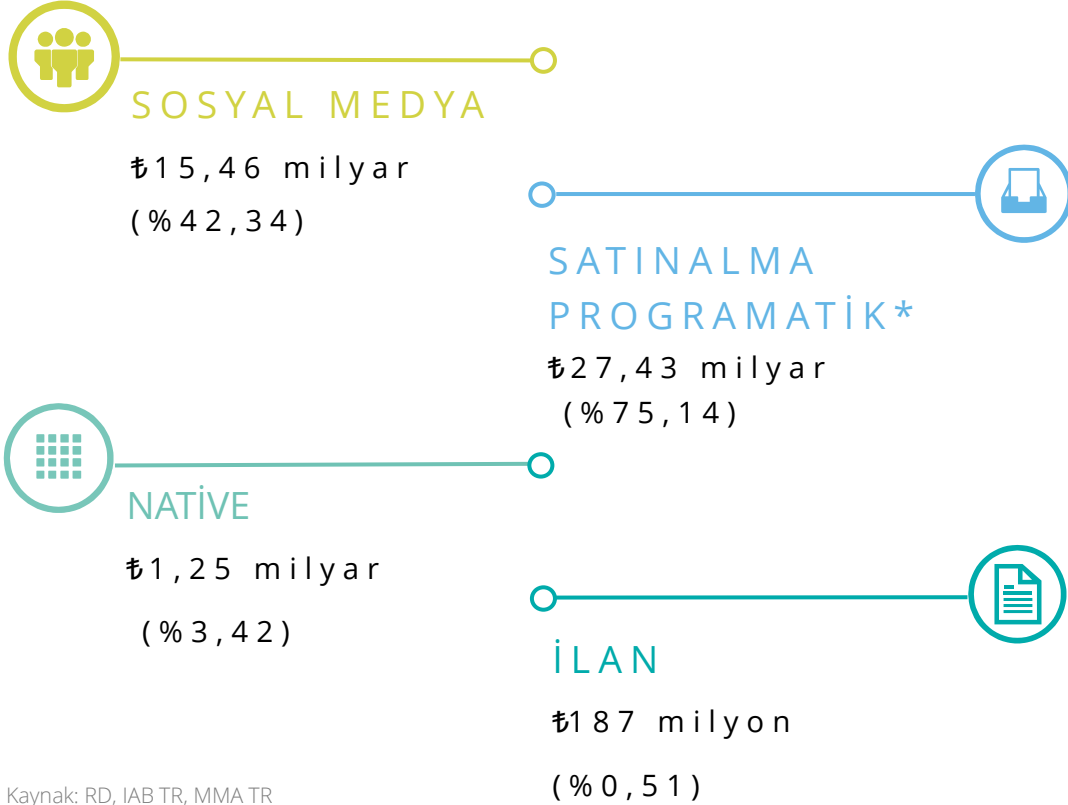 SOSYAL MEDYA
₺15,46 milyar
(%42,34)
SATINALMA
PROGRAMATİK*
₺27,43 milyar
(%75,14)
NATİVE
₺1,25 milyar
(%3,42)
İLAN
₺187 milyon
(%0,51)
Kaynak: RD, IAB TR, MMA TR